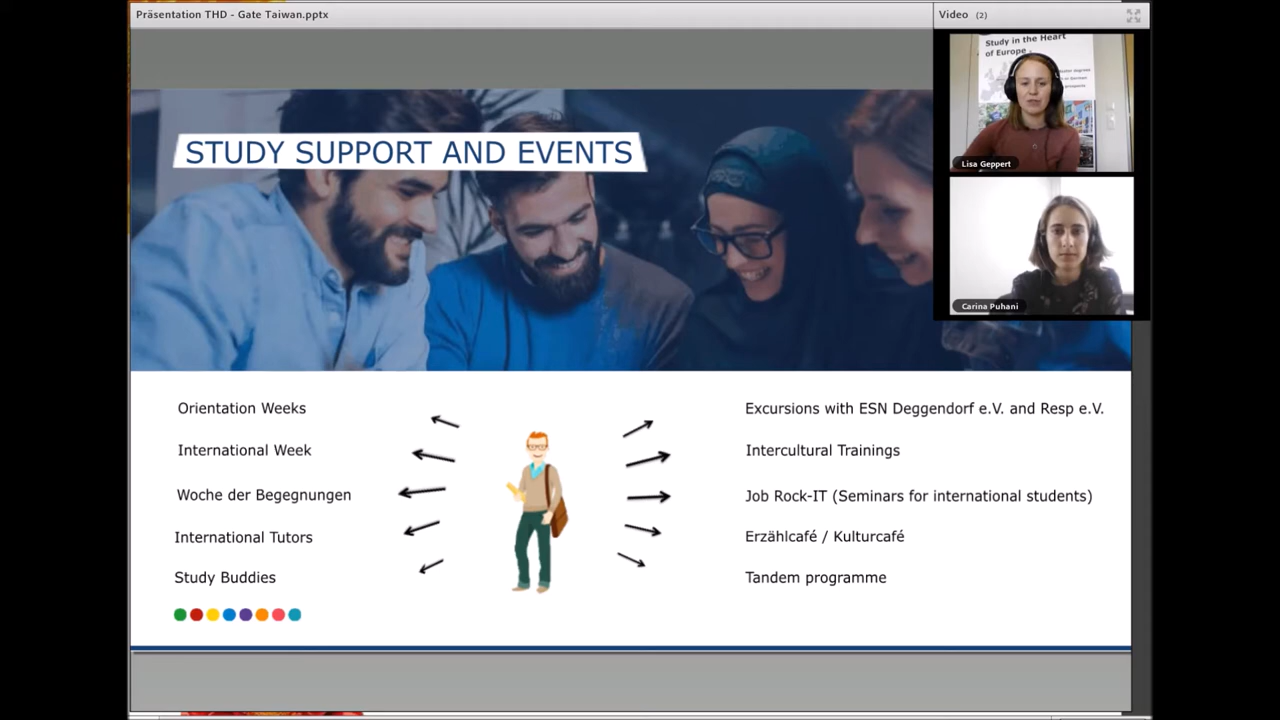 Präsentation THD - Gate Taiwan.pptx
Video (2)
Study in the Heart
of Europe
Lisa Geppert
Carina Puhani
STUDY SUPPORT AND EVENTS
Orientation Weeks
International Week
Woche der Begegnungen
International Tutors
Study Buddies
Excursions with ESN Deggendorf e.V. and Resp e.V.
Intercultural Trainings
Job Rock-IT (Seminars for international students)
Erzählcafé / Kulturcafé
Tandem programme